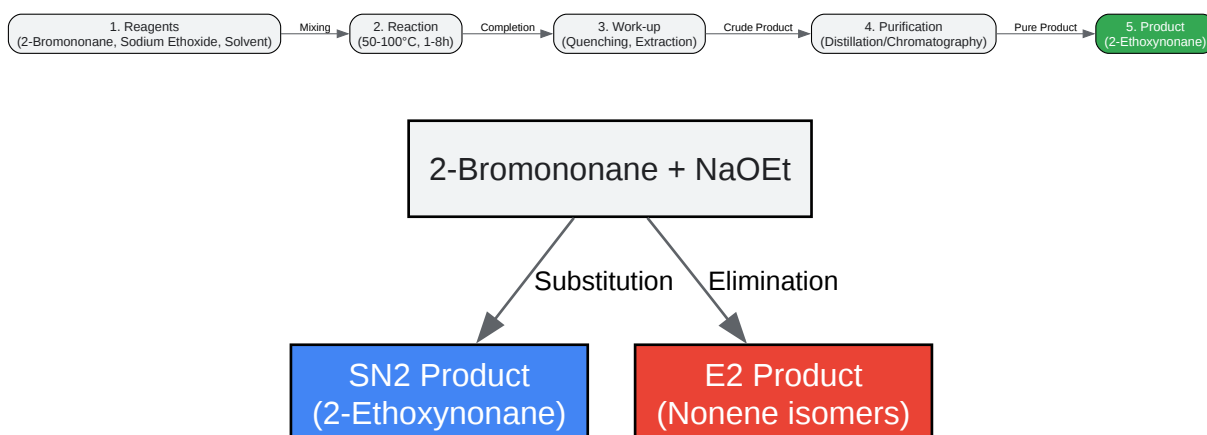 1. Reagents
(2-Bromononane, Sodium Ethoxide, Solvent)
Mixing
2. Reaction
(50-100°C, 1-8h)
Completion
3. Work-up
(Quenching, Extraction)
Crude Product
4. Purification
(Distillation/Chromatography)
Pure Product
5. Product
(2-Ethoxynonane)
2-Bromononane + NaOEt
Substitution
Elimination
SN2 Product
(2-Ethoxynonane)
E2 Product
(Nonene isomers)